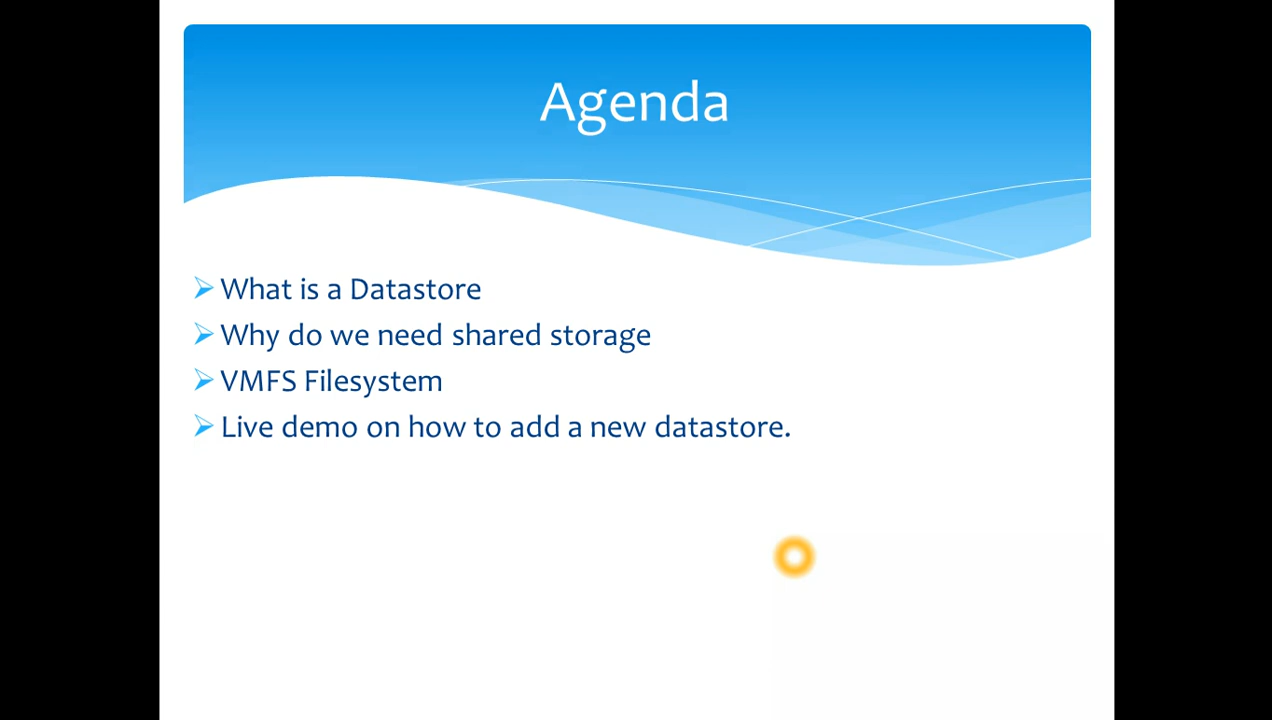 Agenda
What is a Datastore
Why do we need shared storage
VMFS Filesystem
Live demo on how to add a new datastore.